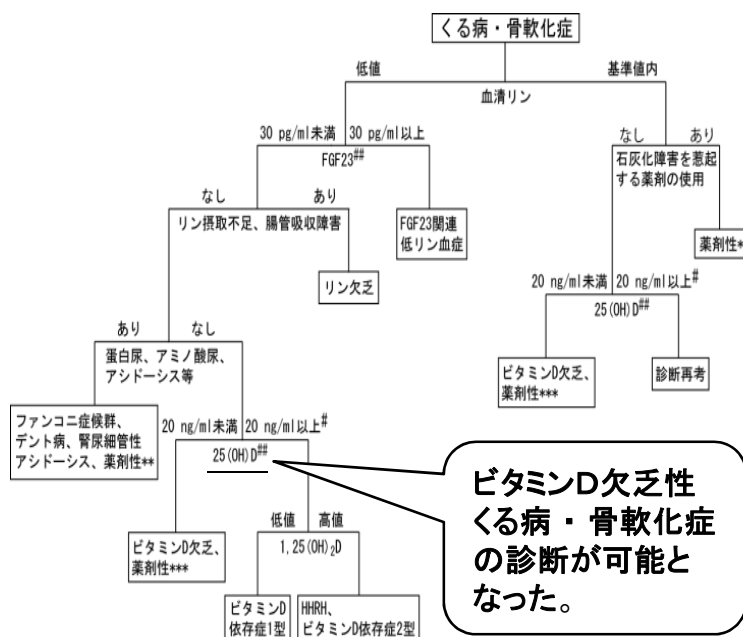 くる病・骨軟化症
低値 基準値内
血清リン
30 pg/ml未満 30 pg/ml以上
FGF23##
なし あり
石灰化障害を惹起
する薬剤の使用
なし あり
リン摂取不足、腸管吸収障害
FGF23関連
低リン血症
薬剤性*
リン欠乏
20 ng/ml未満 20 ng/ml以上#
25(OH)D##
あり なし
蛋白尿、アミノ酸尿、
アシドーシス等
ビタミンD欠乏、
薬剤性***
診断再考
ファンコニ症候群、
デント病、腎尿細管性
アシドーシス、薬剤性**
20 ng/ml未満 20 ng/ml以上#
25(OH)D##
ビタミンD欠乏性
くる病・骨軟化症
の診断が可能と
なった。
低値 高値
1,25(OH)2D
ビタミンD欠乏、
薬剤性***
ビタミンD
依存症1型
HHRH、
ビタミンD依存症2型